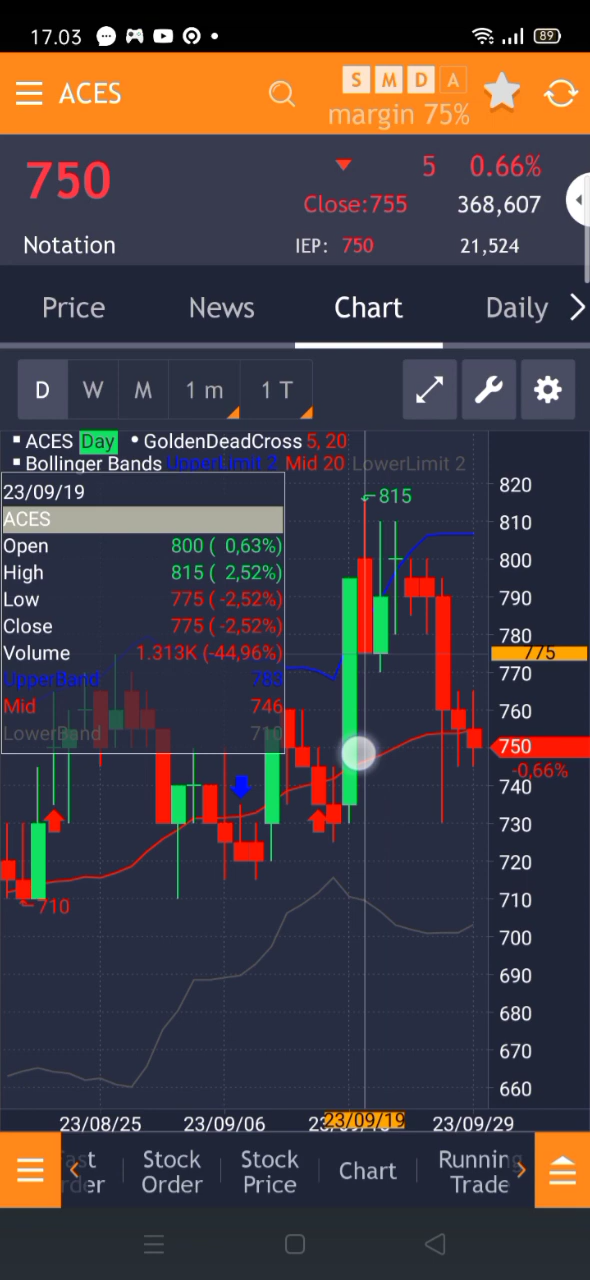 17.03
89
ACES
S M D A
margin 75%
750
5 0.66%
Close:755 368,607
Notation
IEP: 750 21,524
Price News Chart Daily
D W M 1 m 1 T
ACES Day GoldenDeadCross 5, 20
Bollinger Bands UpperLimit 2 Mid 20 LowerLimit 2
23/09/19
ACES
Open 800 ( 0,63%)
High 815 ( 2,52%)
Low 775 ( -2,52%)
Close 775 ( -2,52%)
Volume 1.313K (-44,96%)
UpperBand 783
Mid 746
LowerBand 710
815
710
820
810
800
790
780
775
770
760
750
-0,66%
740
730
720
710
700
690
680
670
660
23/08/25 23/09/06 23/09/19 23/09/29
Stock Order
Stock Price
Chart
Running Trade